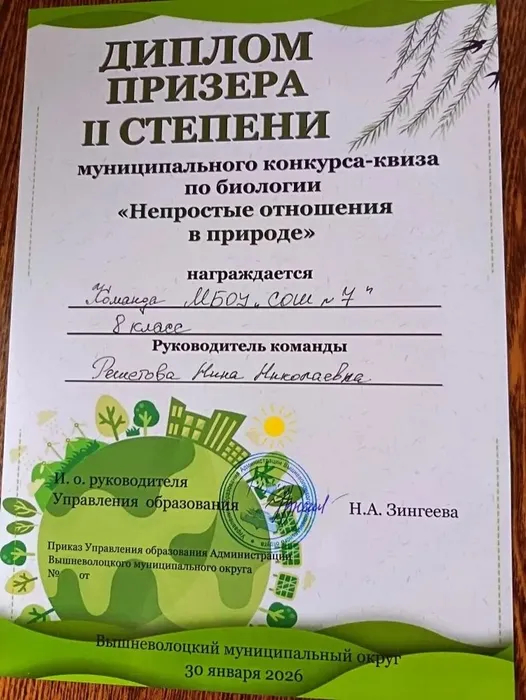 ДИПЛОМ
ПРИЗЕРА
II СТЕПЕНИ
муниципального конкурса-квиза
по биологии
«Непростые отношения
в природе»
награждается
Команда МБОУ „СОШ №7"
8 класс
Руководитель команды
Решетова Нина Николаевна
И. о. руководителя
Управления образования
Н.А. Зингеева
Приказ Управления образования Администрации
Вышневолоцкого муниципального округа
№ от
Вышневолоцкий муниципальный округ
30 января 2026